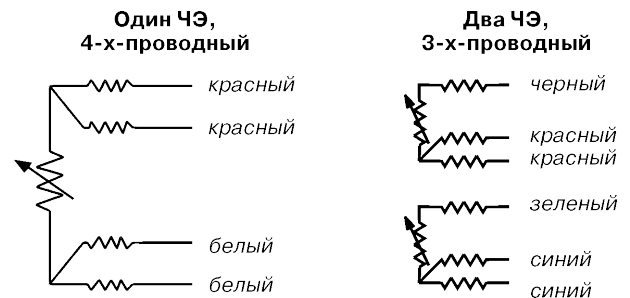 Один ЧЭ,
4-х-проводный
красный
красный
белый
белый
Два ЧЭ,
3-х-проводный
черный
красный
красный
зеленый
синий
синий